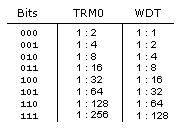 Bits TRM0 WDT
000 1 : 2 1 : 1
001 1 : 4 1 : 2
010 1 : 8 1 : 4
011 1 : 16 1 : 8
100 1 : 32 1 : 16
101 1 : 64 1 : 32
110 1 : 128 1 : 64
111 1 : 256 1 : 128